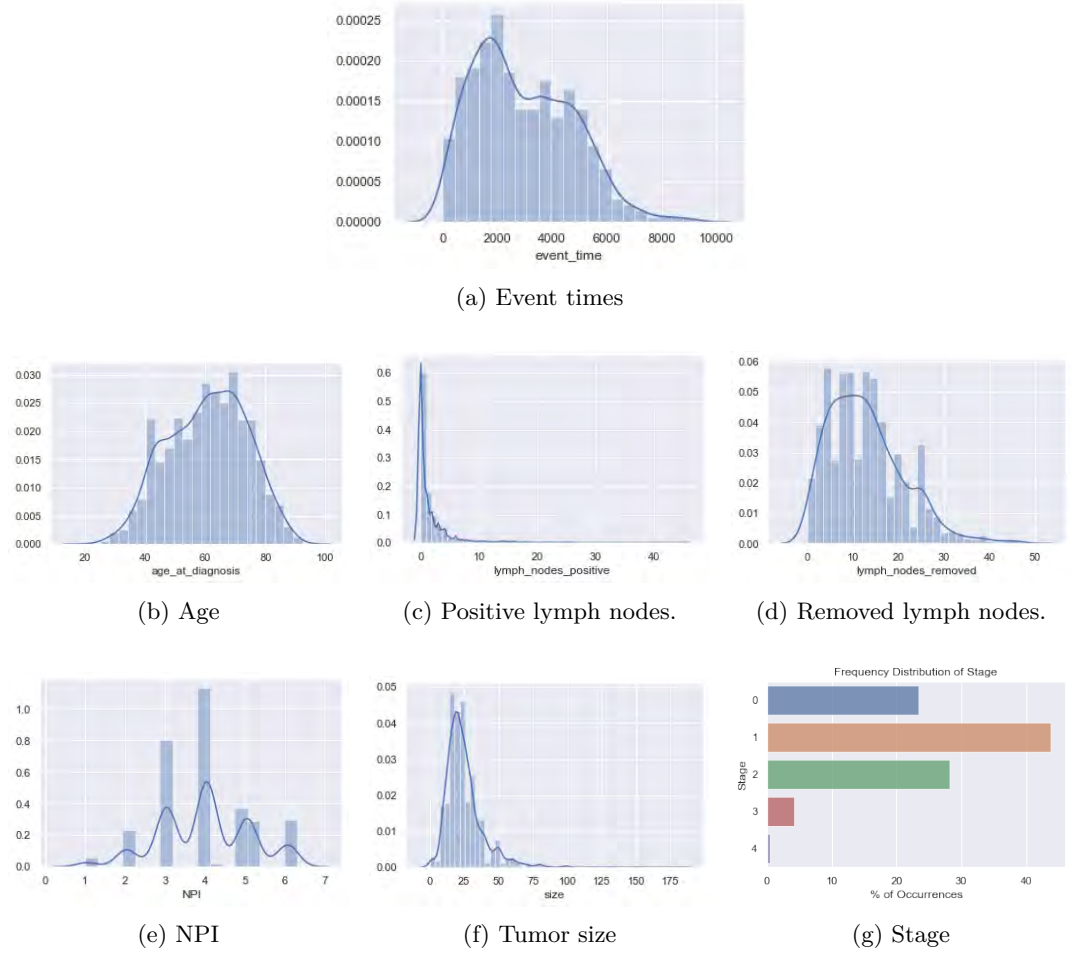 0.00025
0.00020
0.00015
0.00010
0.00005
0.00000
0 2000 4000 6000 8000 10000
event_time
(a) Event times
0.030
0.025
0.020
0.015
0.010
0.005
0.000
20 40 60 80 100
age_at_diagnosis
(b) Age
0.6
0.5
0.4
0.3
0.2
0.1
0.0
0 10 20 30 40
lymph_nodes_positive
(c) Positive lymph nodes.
0.06
0.05
0.04
0.03
0.02
0.01
0.00
0 10 20 30 40 50
lymph_nodes_removed
(d) Removed lymph nodes.
1.0
0.8
0.6
0.4
0.2
0.0
0 1 2 3 4 5 6 7
NPI
(e) NPI
0.05
0.04
0.03
0.02
0.01
0.00
0 25 50 75 100 125 150 175
size
(f) Tumor size
Frequency Distribution of Stage
Stage
0
1
2
3
4
0 10 20 30 40
% of Occurrences
(g) Stage